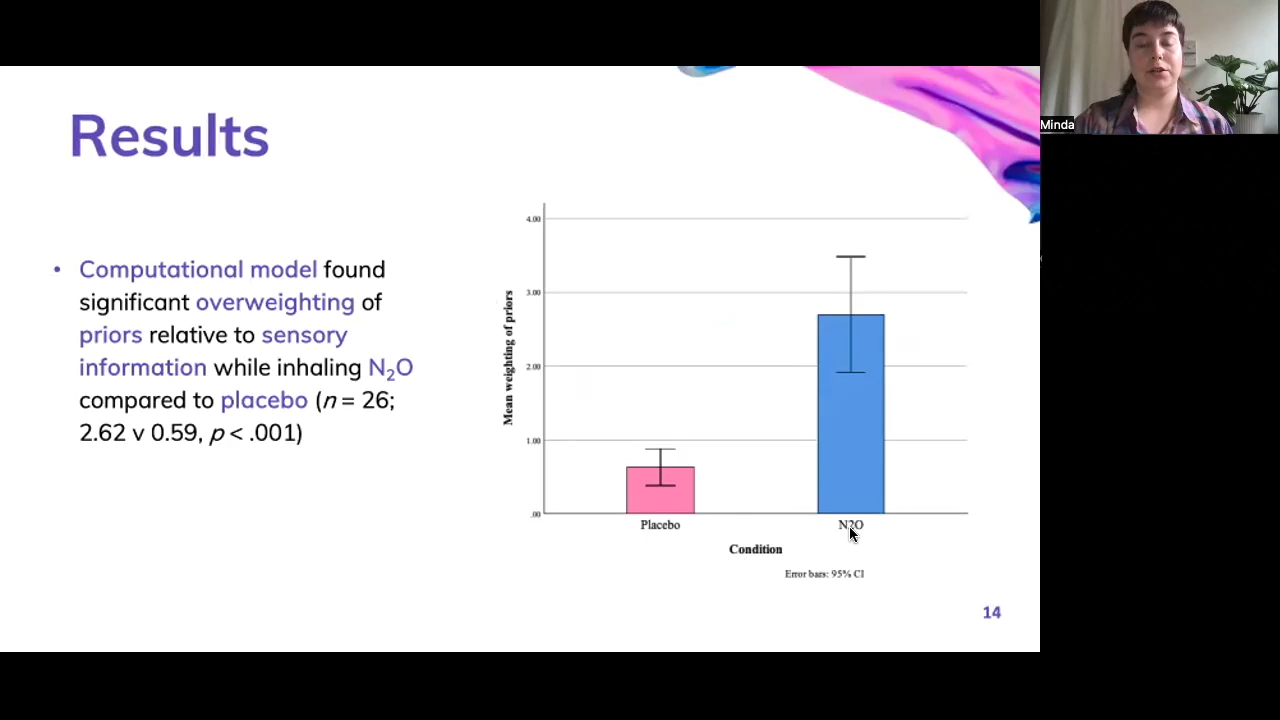 Minda
Results
• Computational model found
significant overweighting of
priors relative to sensory
information while inhaling N₂O
compared to placebo (n = 26;
2.62 v 0.59, p < .001)
Mean weighting of priors
4.00
3.00
2.00
1.00
.00
Placebo
N2O
Condition
Error bars: 95% CI
14